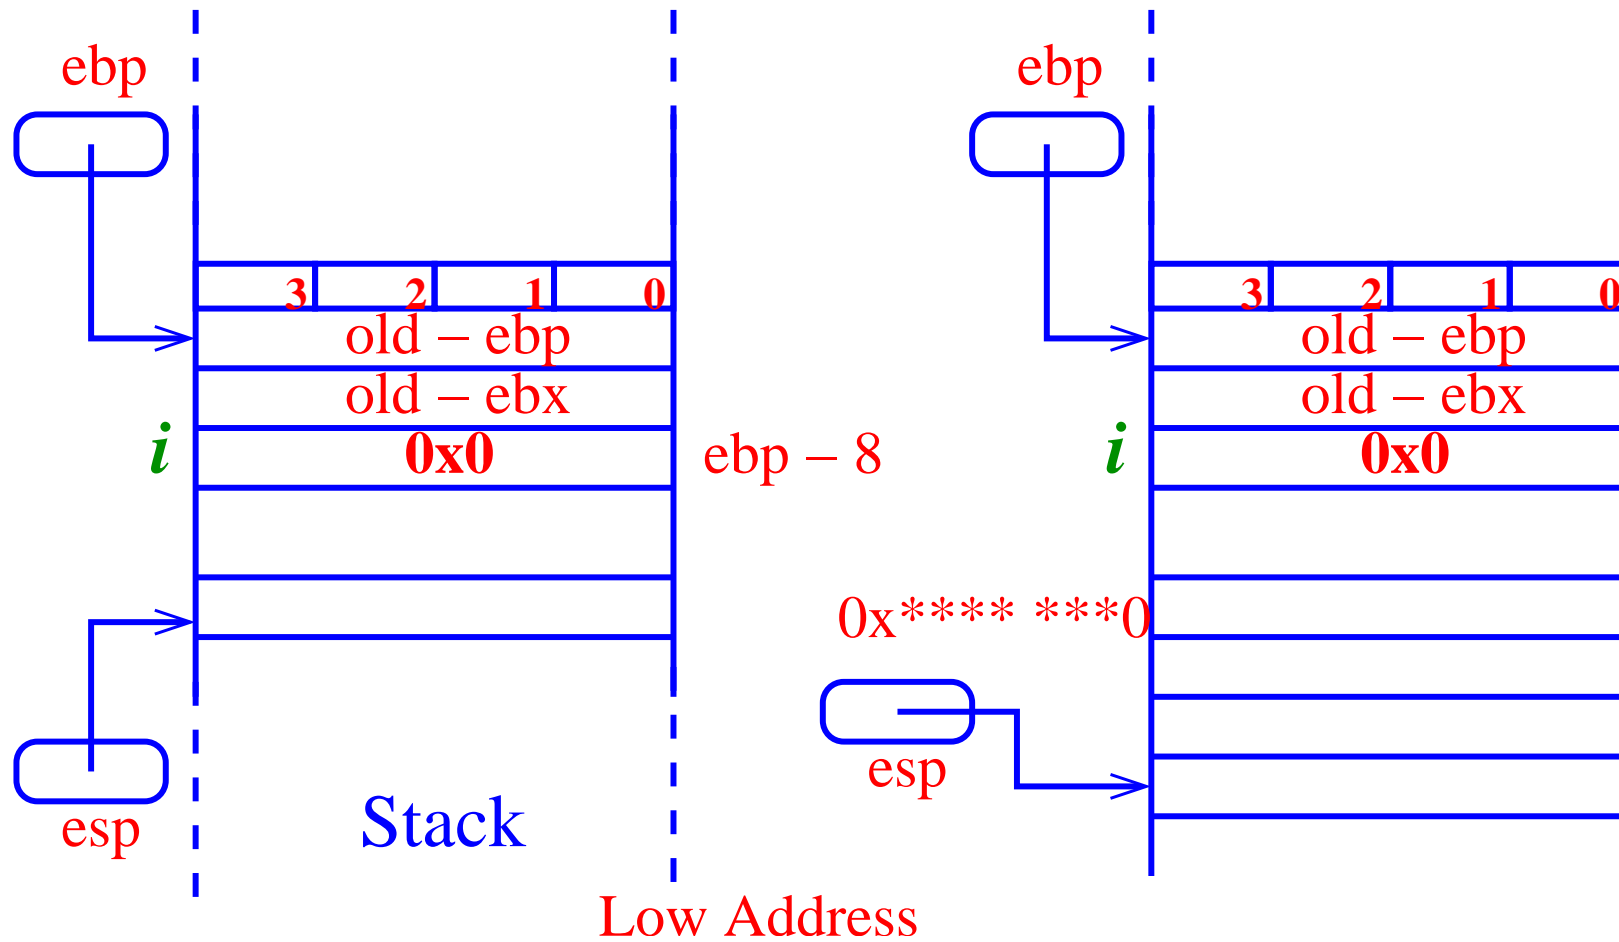 ebp
ebp
3 2 1 0
3 2 1 0
old – ebp
old – ebp
old – ebx
old – ebx
i 0x0 ebp – 8
i 0x0
0x**** ***0
esp
esp
Stack
Low Address